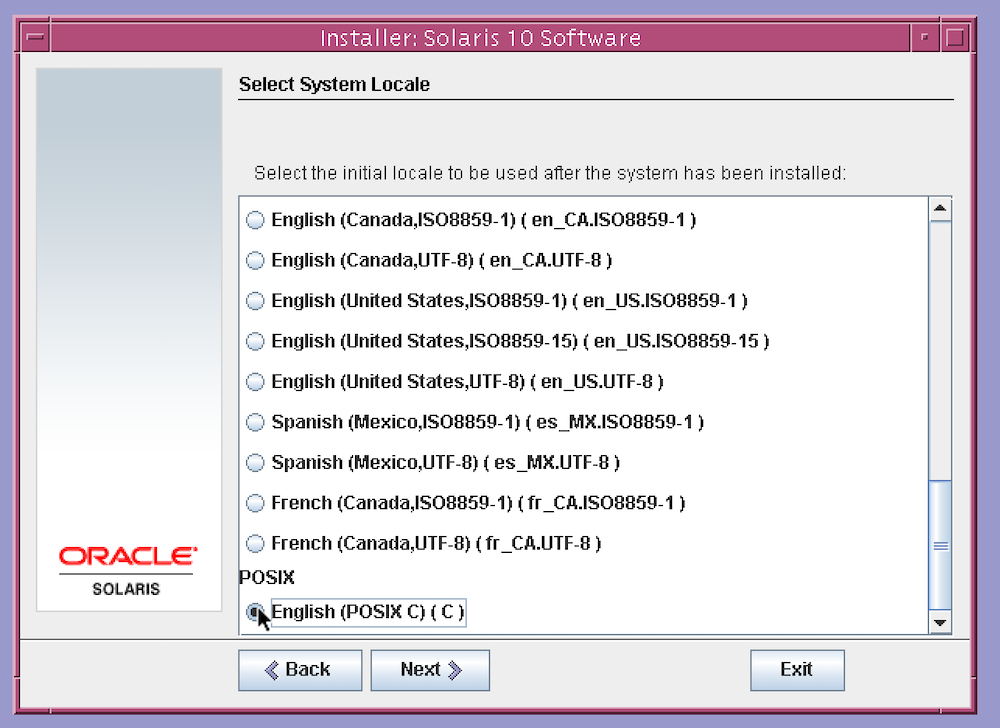 Installer: Solaris 10 Software
Select System Locale
Select the initial locale to be used after the system has been installed:
English (Canada,ISO8859-1) ( en_CA.ISO8859-1 )
English (Canada,UTF-8) ( en_CA.UTF-8 )
English (United States,ISO8859-1) ( en_US.ISO8859-1 )
English (United States,ISO8859-15) ( en_US.ISO8859-15 )
English (United States,UTF-8) ( en_US.UTF-8 )
Spanish (Mexico,ISO8859-1) ( es_MX.ISO8859-1 )
Spanish (Mexico,UTF-8) ( es_MX.UTF-8 )
French (Canada,ISO8859-1) ( fr_CA.ISO8859-1 )
French (Canada,UTF-8) ( fr_CA.UTF-8 )
POSIX
English (POSIX C) ( C )
ORACLE
SOLARIS
Back Next Exit